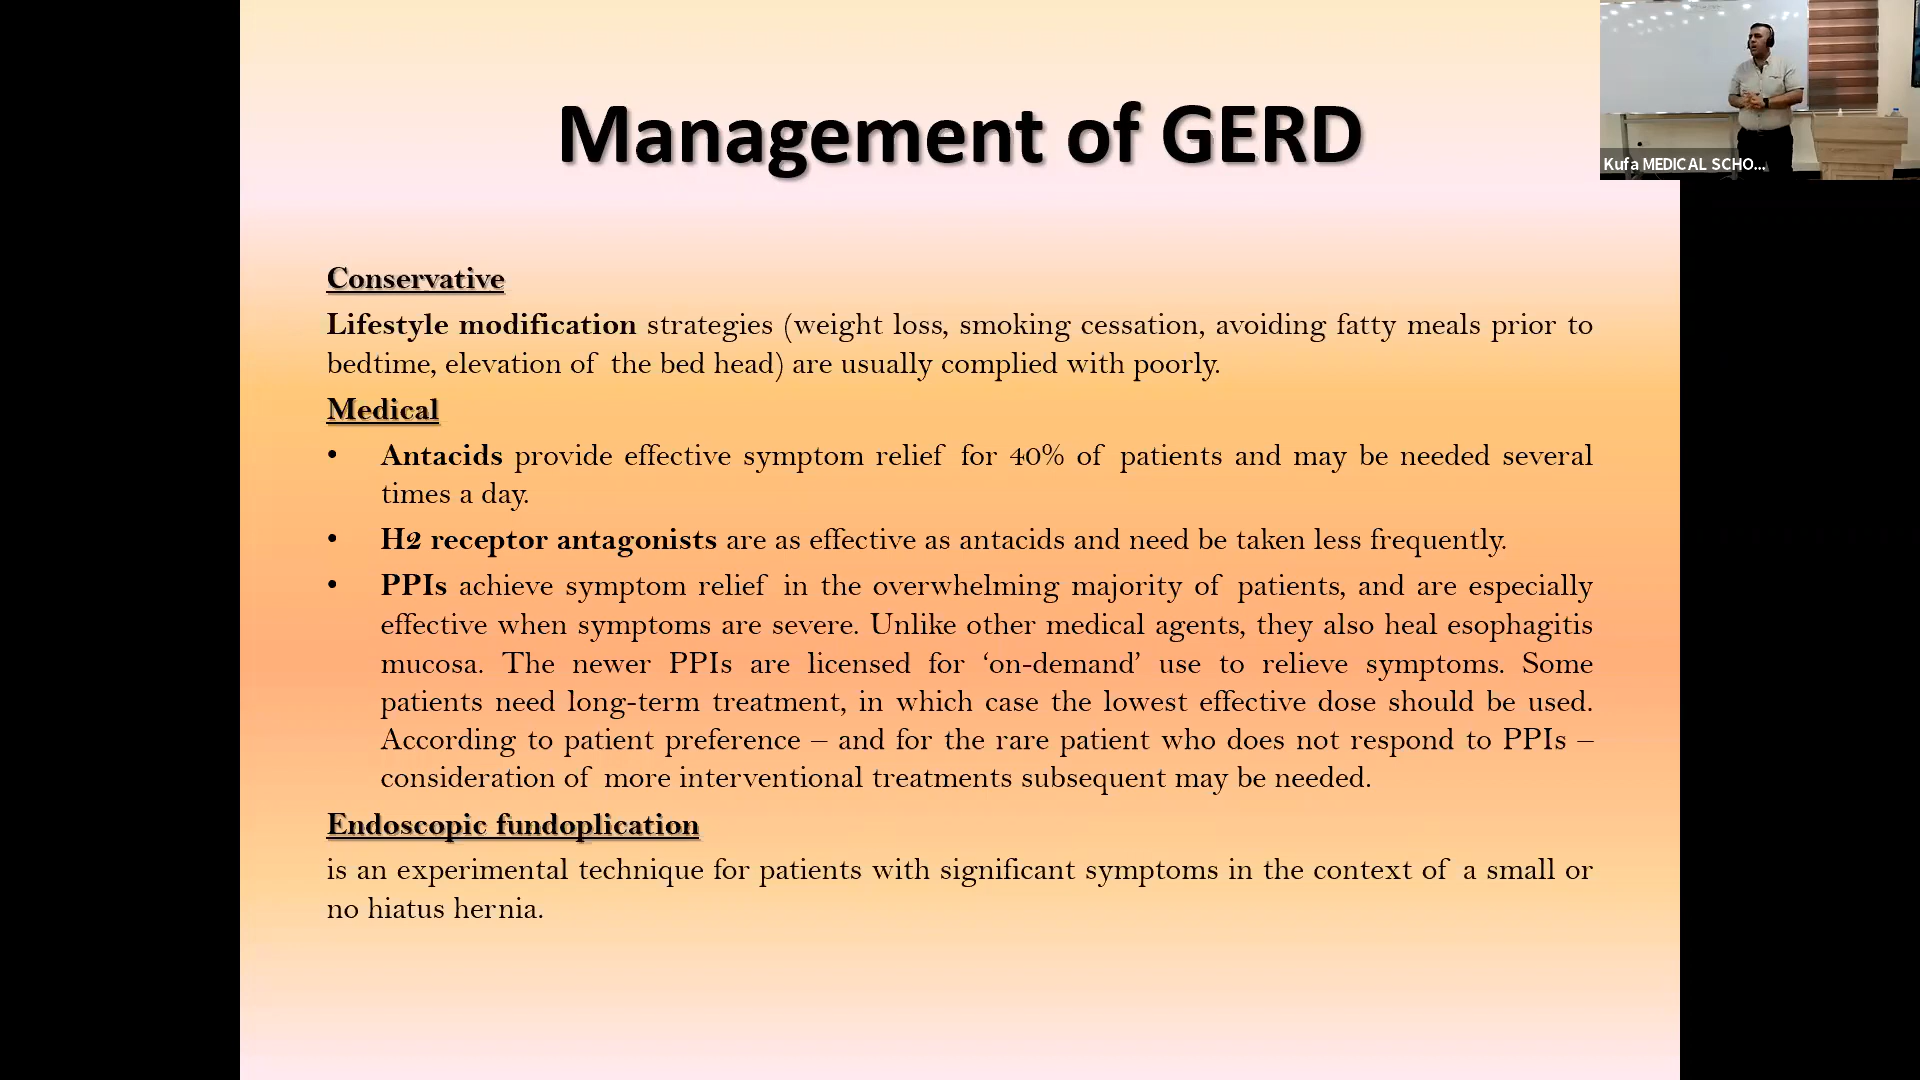 Management of GERD
Kufa MEDICAL SCHO...
Conservative
Lifestyle modification strategies (weight loss, smoking cessation, avoiding fatty meals prior to
bedtime, elevation of the bed head) are usually complied with poorly.
Medical
• Antacids provide effective symptom relief for 40% of patients and may be needed several
times a day.
• H2 receptor antagonists are as effective as antacids and need be taken less frequently.
• PPIs achieve symptom relief in the overwhelming majority of patients, and are especially
effective when symptoms are severe. Unlike other medical agents, they also heal esophagitis
mucosa. The newer PPIs are licensed for ‘on-demand’ use to relieve symptoms. Some
patients need long-term treatment, in which case the lowest effective dose should be used.
According to patient preference – and for the rare patient who does not respond to PPIs –
consideration of more interventional treatments subsequent may be needed.
Endoscopic fundoplication
is an experimental technique for patients with significant symptoms in the context of a small or
no hiatus hernia.